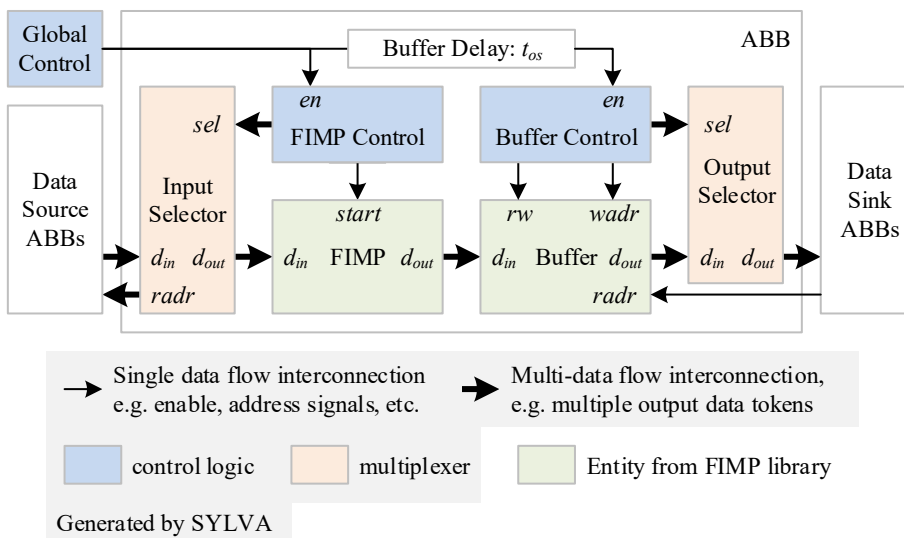 Global
Control
Buffer Delay: tos
ABB
en
FIMP Control
en
Buffer Control
sel
Input
Selector
sel
Output
Selector
Data
Source
ABBs
Data
Sink
ABBs
start
rw wadr
din dout
radr
din FIMP dout
din Buffer dout
radr
din dout
Single data flow interconnection
e.g. enable, address signals, etc.
Multi-data flow interconnection,
e.g. multiple output data tokens
control logic
multiplexer
Entity from FIMP library
Generated by SYLVA